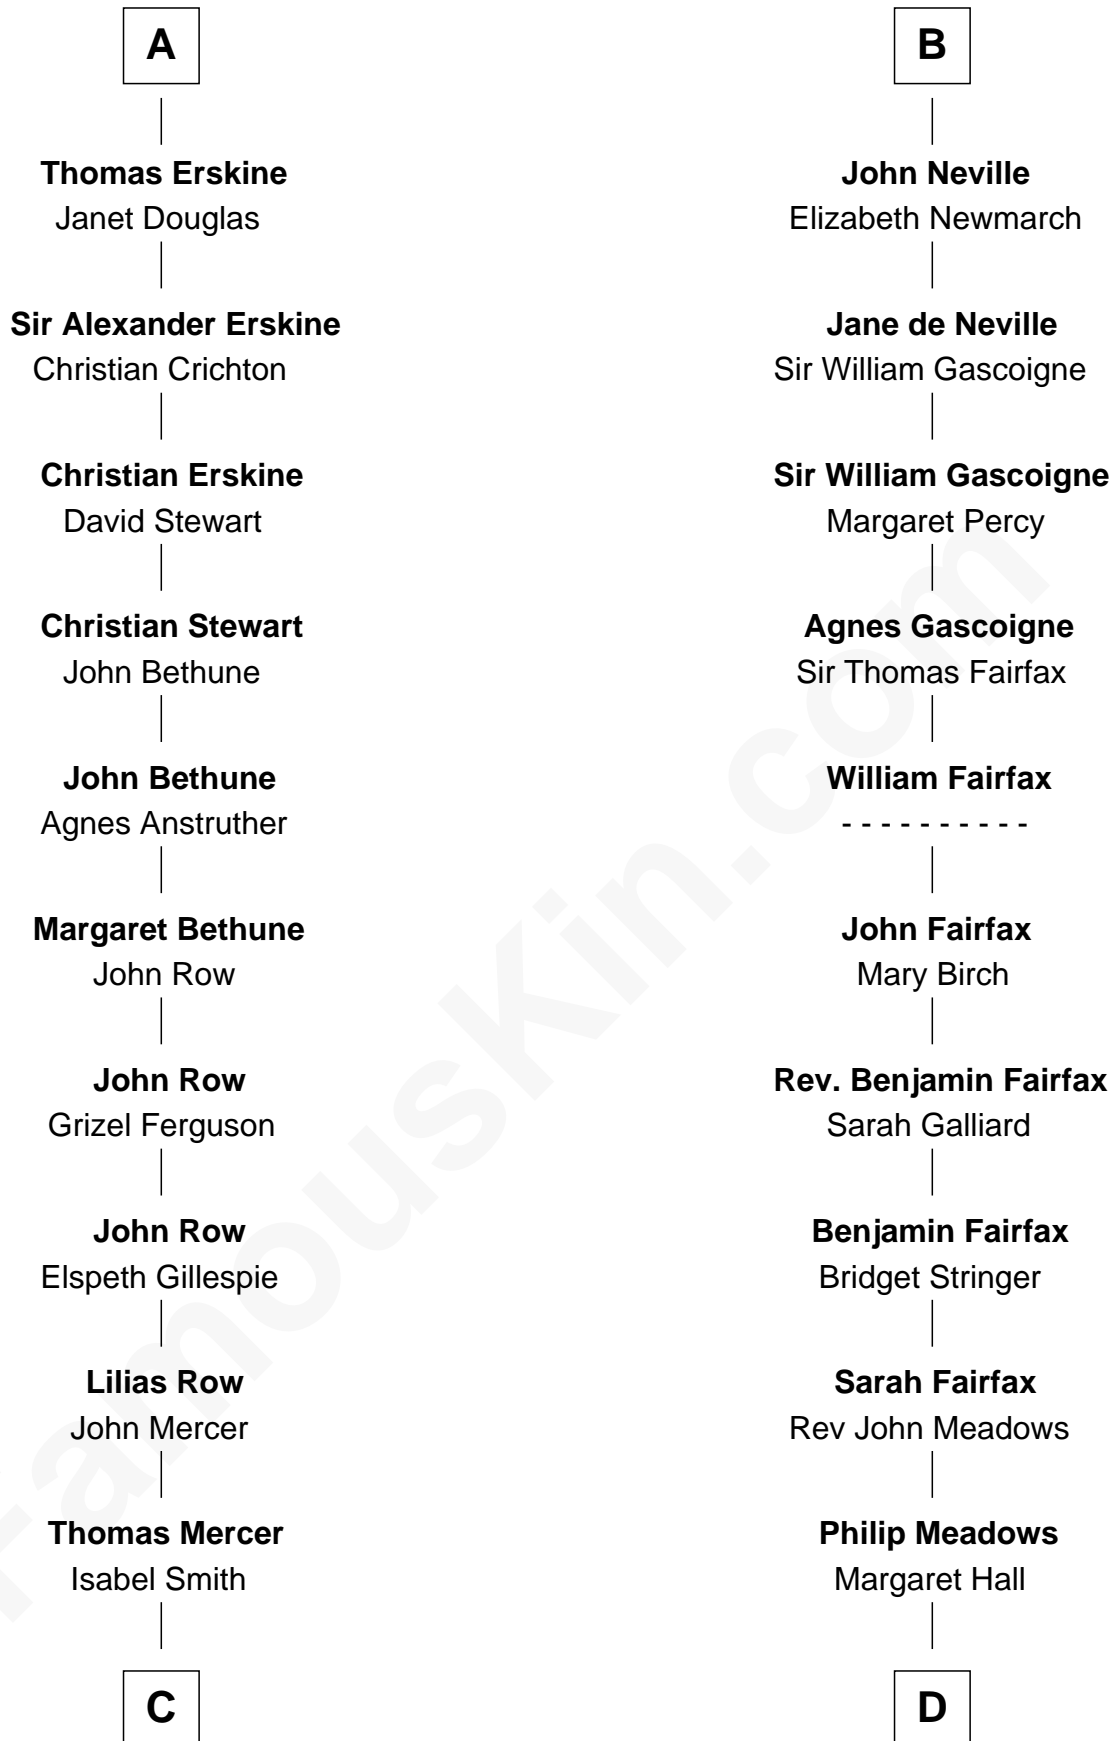 A
Thomas Erskine
Janet Douglas
Sir Alexander Erskine
Christian Crichton
Christian Erskine
David Stewart
Christian Stewart
John Bethune
John Bethune
Agnes Anstruther
Margaret Bethune
John Row
John Row
Grizel Ferguson
John Row
Elspeth Gillespie
Lilias Row
John Mercer
Thomas Mercer
Isabel Smith
C
B
John Neville
Elizabeth Newmarch
Jane de Neville
Sir William Gascoigne
Sir William Gascoigne
Margaret Percy
Agnes Gascoigne
Sir Thomas Fairfax
William Fairfax
- - - - - - - - - -
John Fairfax
Mary Birch
Rev. Benjamin Fairfax
Sarah Galliard
Benjamin Fairfax
Bridget Stringer
Sarah Fairfax
Rev John Meadows
Philip Meadows
Margaret Hall
D
FamousKin.com